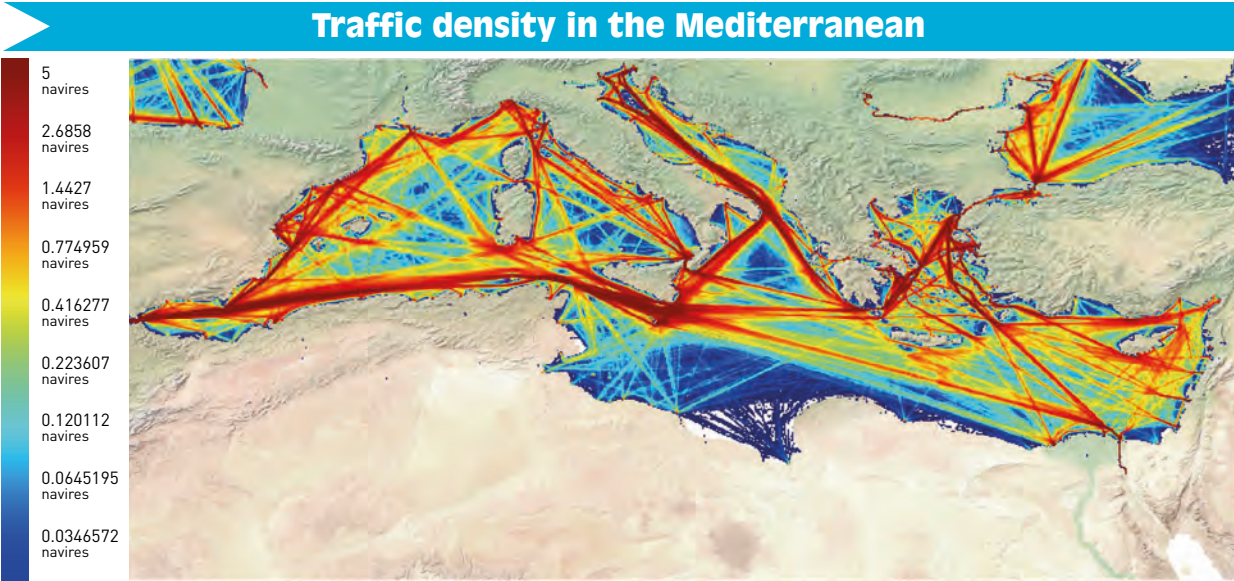 Traffic density in the Mediterranean
5
navires
2.6858
navires
1.4427
navires
0.774959
navires
0.416277
navires
0.223607
navires
0.120112
navires
0.0645195
navires
0.0346572
navires